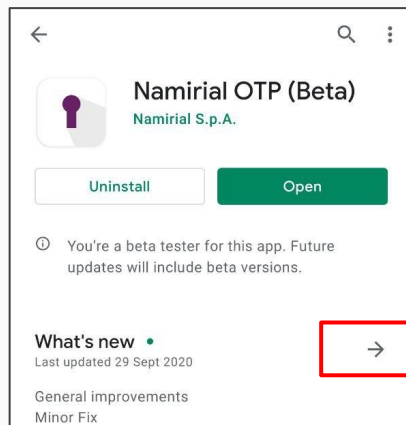 Namirial OTP (Beta)
Namirial S.p.A.
Uninstall
Open
You're a beta tester for this app. Future
updates will include beta versions.
What's new
Last updated 29 Sept 2020
General improvements
Minor Fix